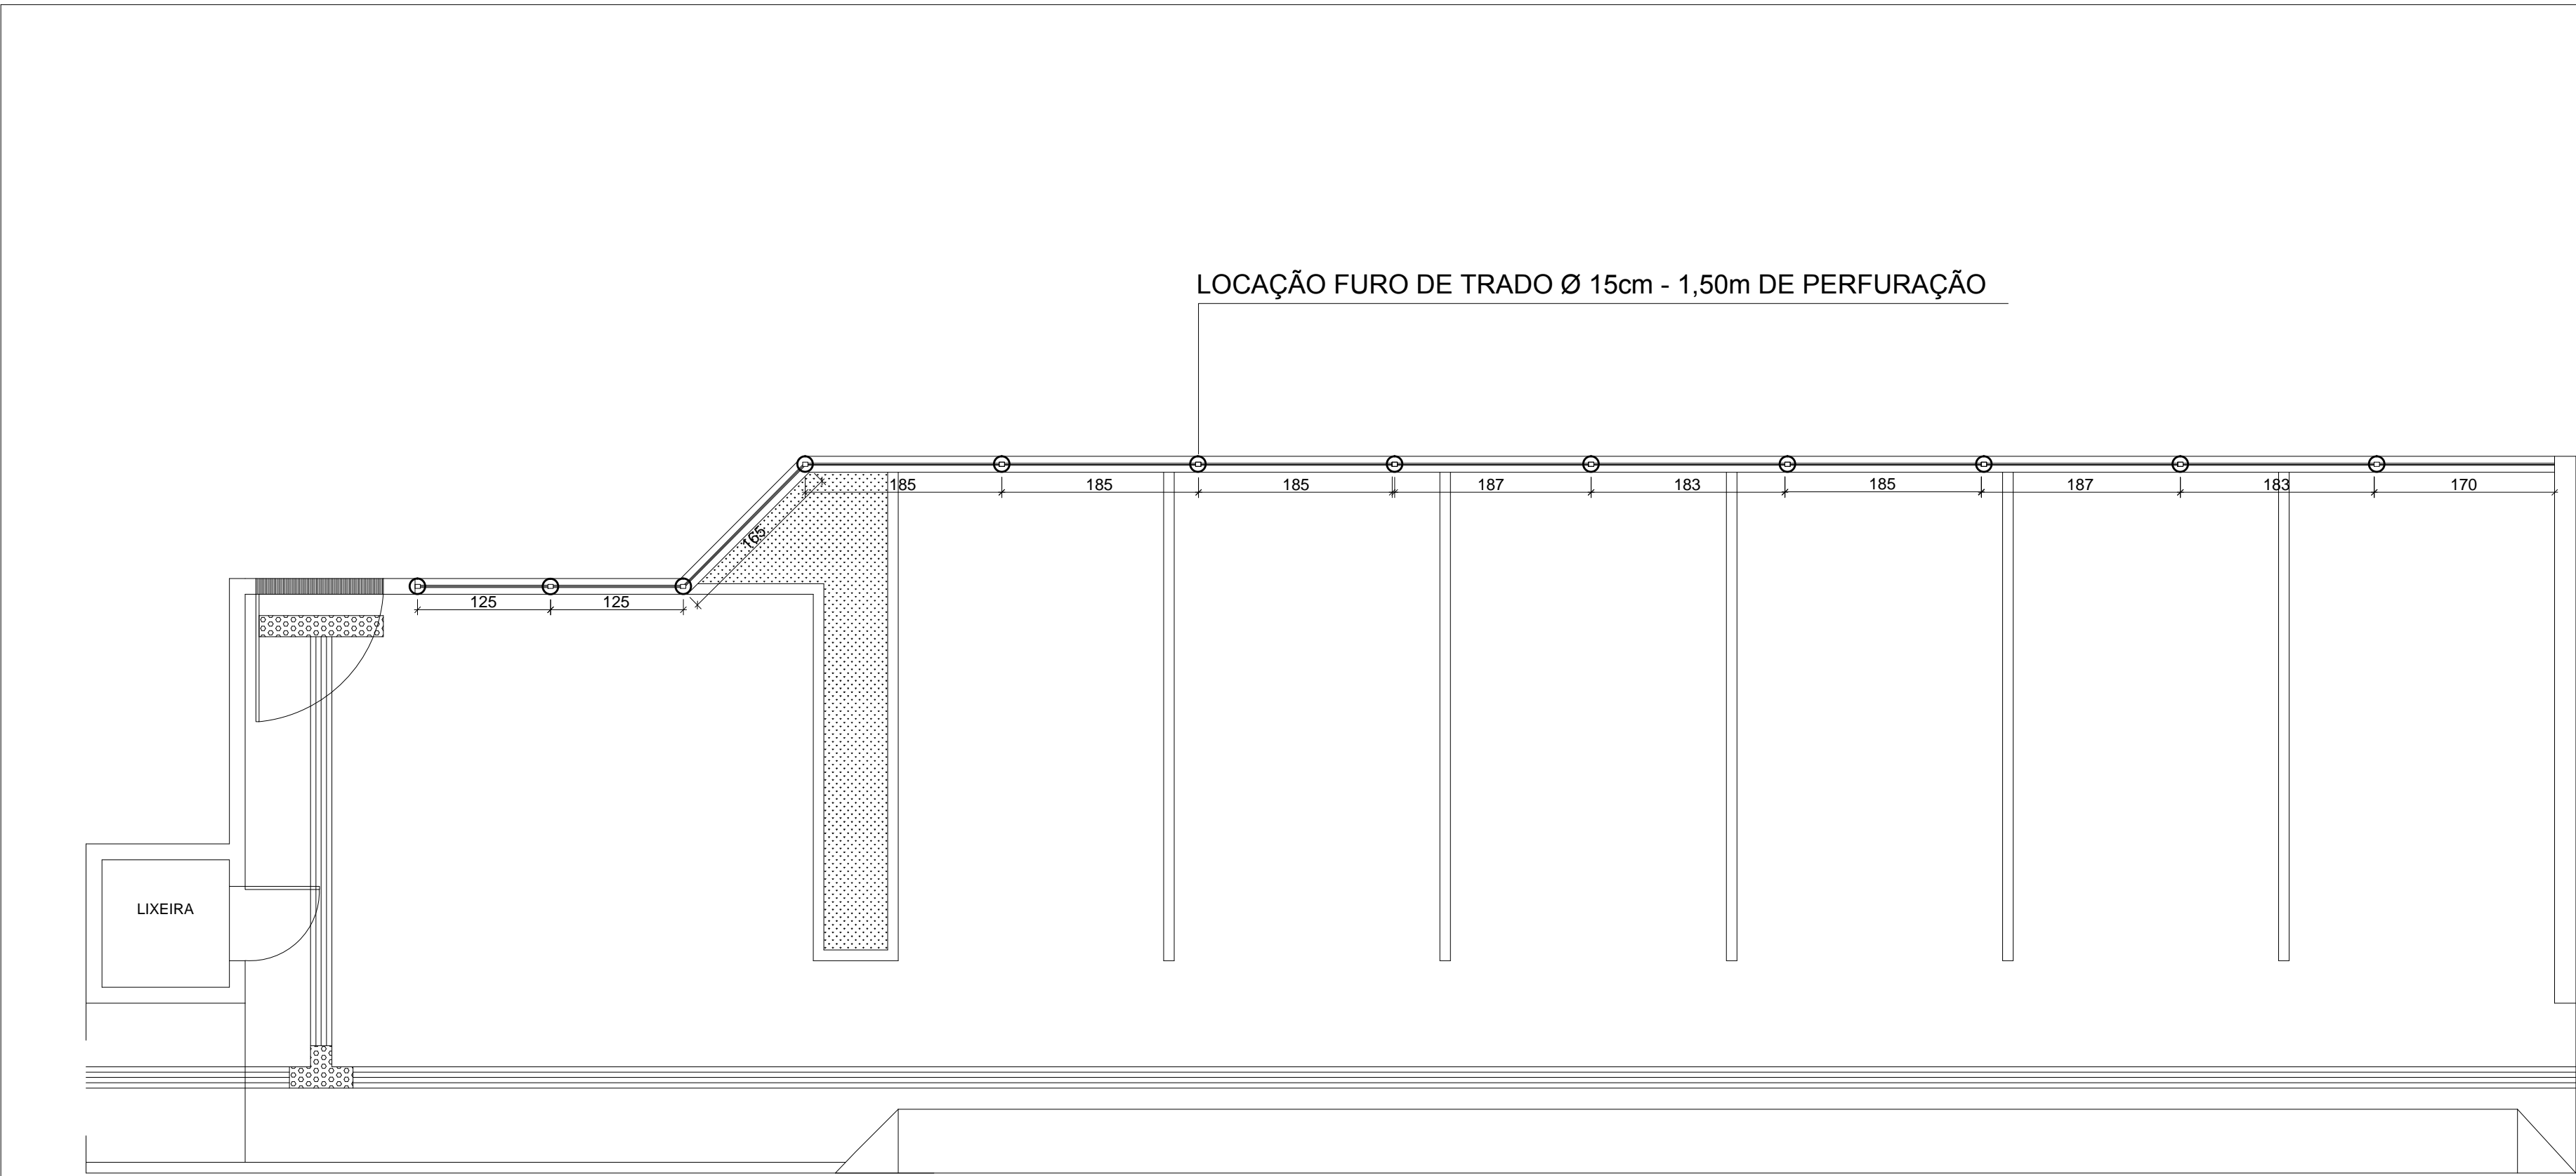 LOCAÇÃO FURO DE TRADO Ø 15cm - 1,50m DE PERFURAÇÃO
185 185 185 187 183 185 187 183 170
165
125 125
LIXEIRA